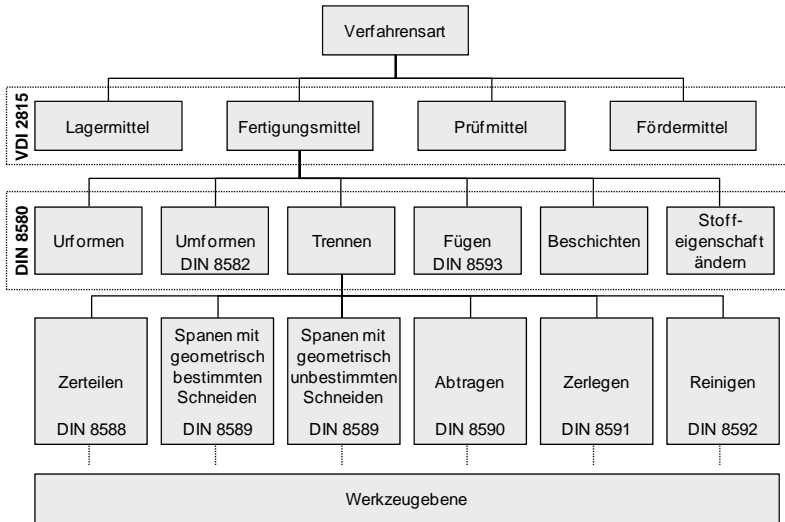 Verfahrensart
VDI 2815
Lagermittel
Fertigungsmittel
Prüfmittel
Fördermittel
DIN 8580
Urformen
Umformen
DIN 8582
Trennen
Fügen
DIN 8593
Beschichten
Stoff-
eigenschaft
ändern
Zerteilen
DIN 8588
Spanen mit
geometrisch
bestimmten
Schneiden
DIN 8589
Spanen mit
geometrisch
unbestimmten
Schneiden
DIN 8589
Abtragen
DIN 8590
Zerlegen
DIN 8591
Reinigen
DIN 8592
Werkzeugebene